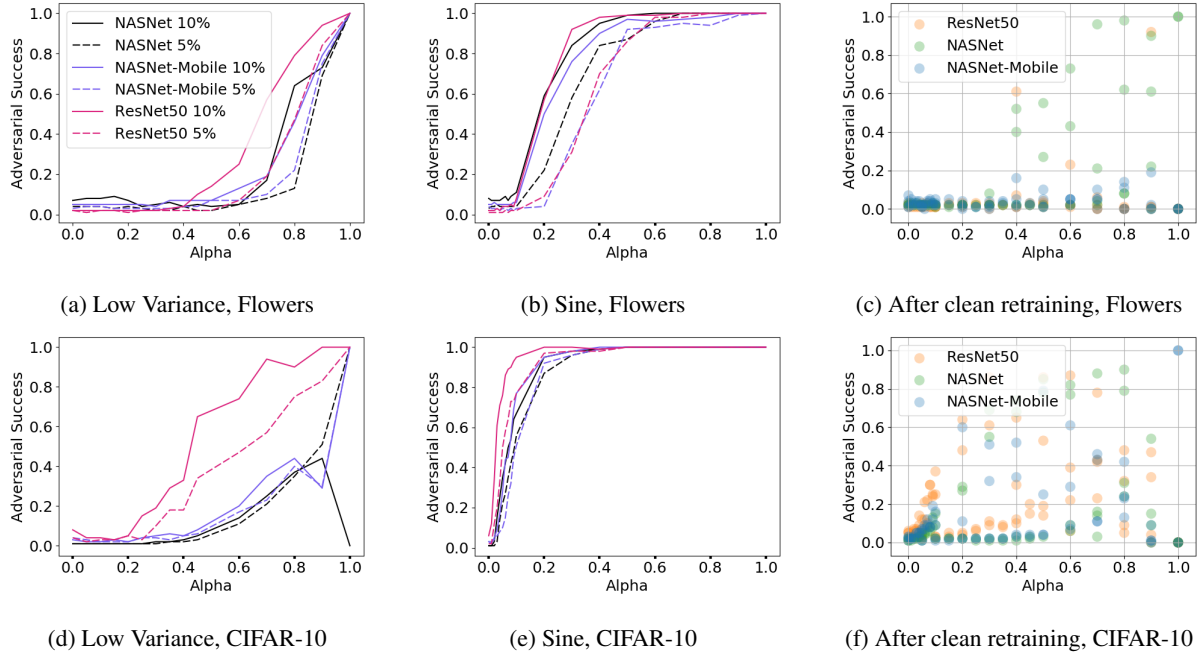 1.0
0.8
0.6
0.4
0.2
0.0
Adversarial Success
NASNet 10%
NASNet 5%
NASNet-Mobile 10%
NASNet-Mobile 5%
ResNet50 10%
ResNet50 5%
0.0 0.2 0.4 0.6 0.8 1.0
Alpha
1.0
0.8
0.6
0.4
0.2
0.0
Adversarial Success
0.0 0.2 0.4 0.6 0.8 1.0
Alpha
1.0
0.8
0.6
0.4
0.2
0.0
Adversarial Success
ResNet50
NASNet
NASNet-Mobile
0.0 0.2 0.4 0.6 0.8 1.0
Alpha
(a) Low Variance, Flowers
(b) Sine, Flowers
(c) After clean retraining, Flowers
1.0
0.8
0.6
0.4
0.2
0.0
Adversarial Success
0.0 0.2 0.4 0.6 0.8 1.0
Alpha
1.0
0.8
0.6
0.4
0.2
0.0
Adversarial Success
0.0 0.2 0.4 0.6 0.8 1.0
Alpha
1.0
0.8
0.6
0.4
0.2
0.0
Adversarial Success
ResNet50
NASNet
NASNet-Mobile
0.0 0.2 0.4 0.6 0.8 1.0
Alpha
(d) Low Variance, CIFAR-10
(e) Sine, CIFAR-10
(f) After clean retraining, CIFAR-10